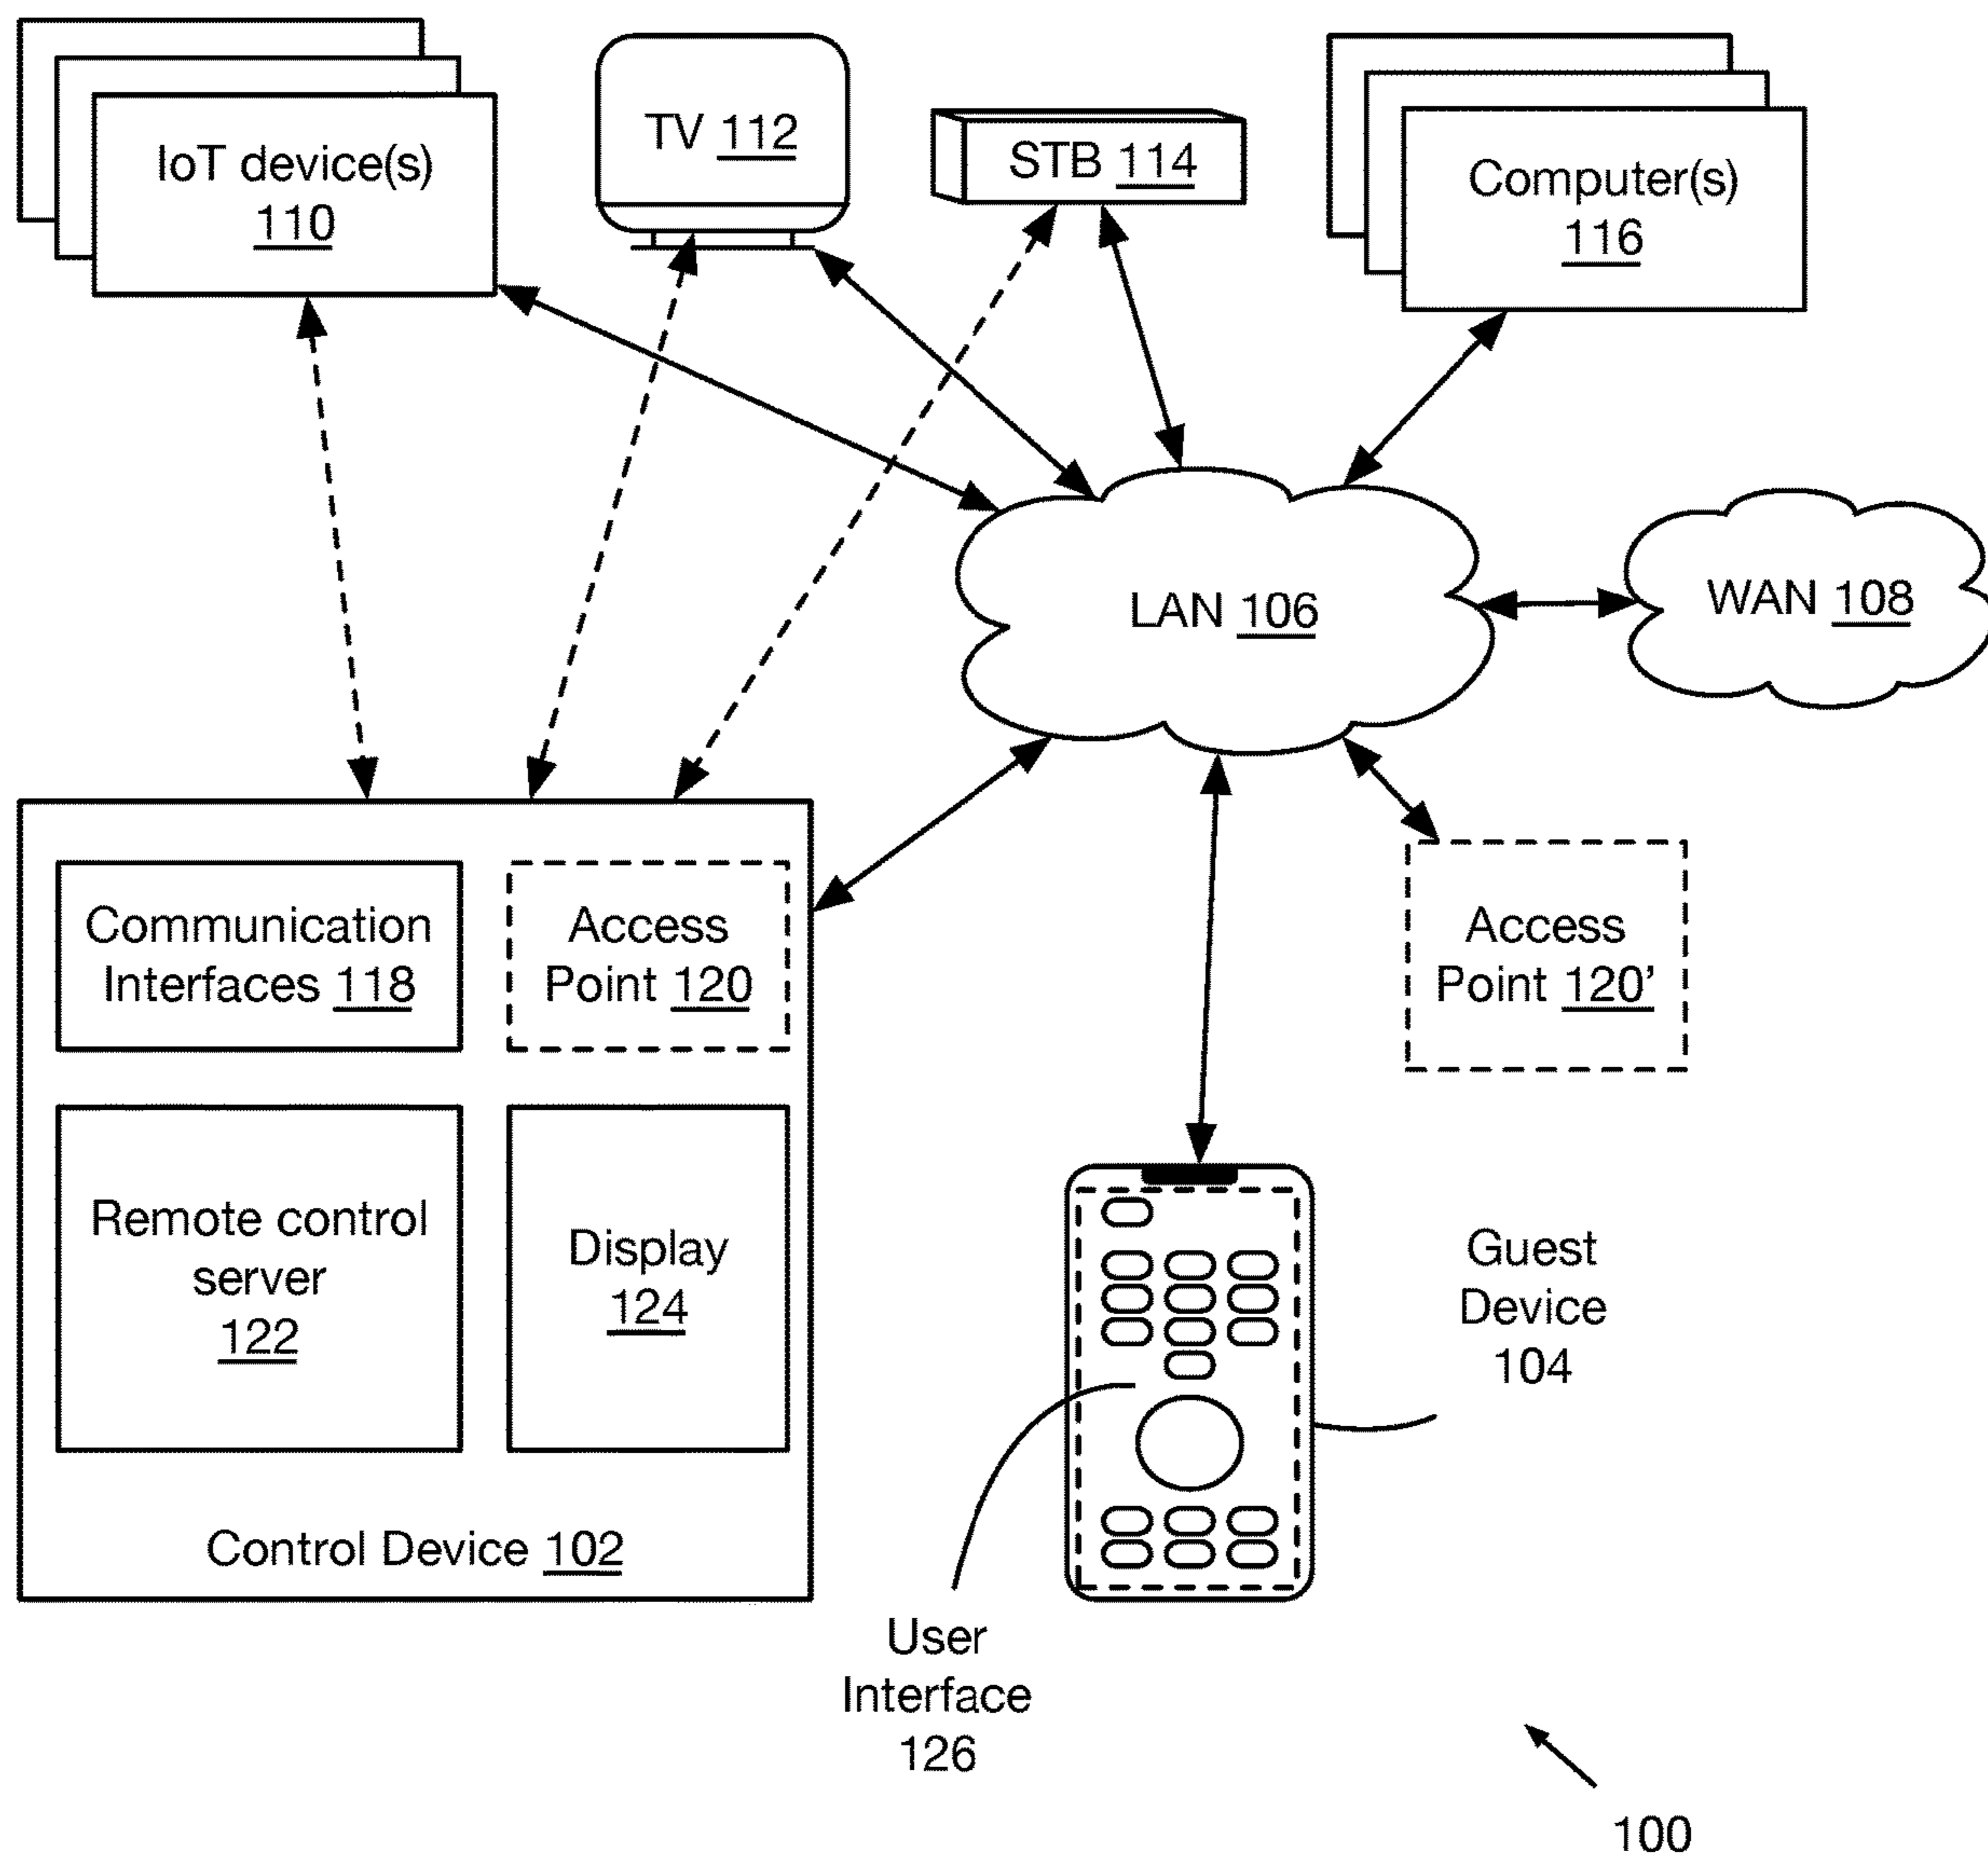 IoT device(s)
110
TV 112
STB 114
Computer(s)
116
LAN 106
WAN 108
Communication
Interfaces 118
Access
Point 120
Access
Point 120’
Remote control
server
122
Display
124
Guest
Device
104
Control Device 102
User
Interface
126
100